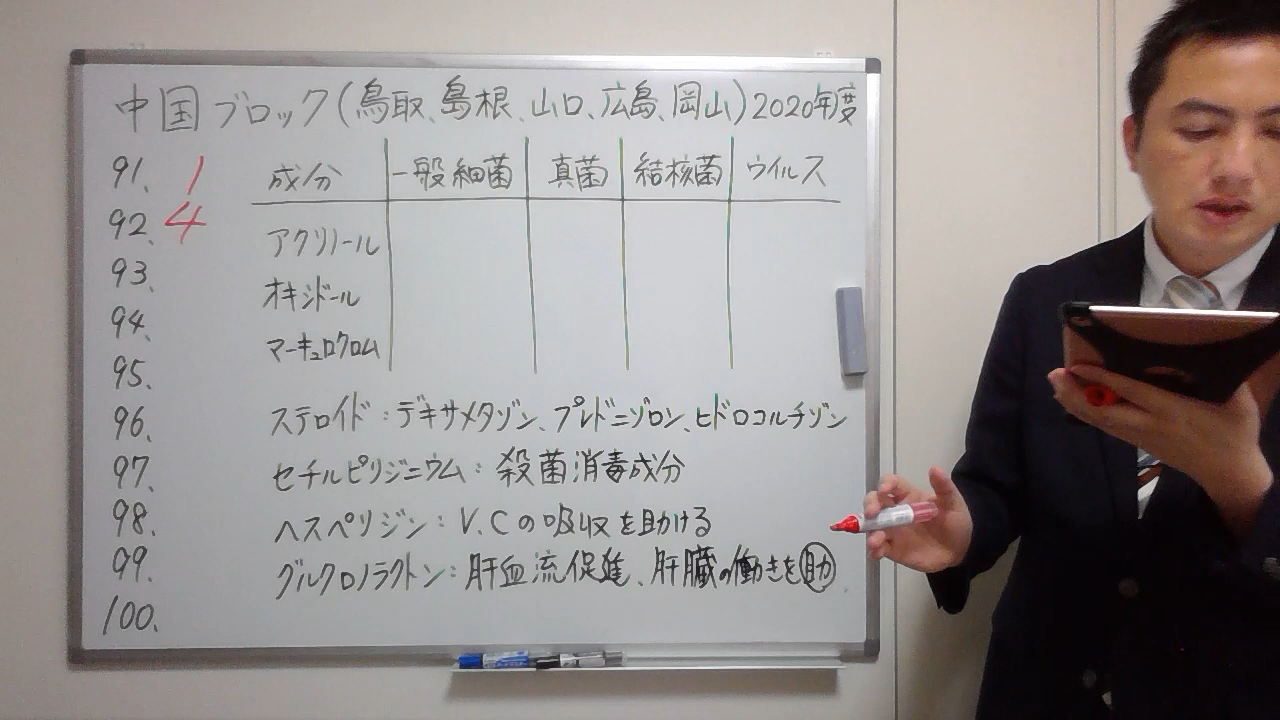 中国ブロック(鳥取、島根、山口、広島、岡山)2020年度
91. 1 成分 一般細菌 真菌 結核菌 ウイルス
92. 4 アクリノール
93. オキシドール
94. マーキュロクロム
95.
96. ステロイド:デキサメタゾン、プレドニゾロン、ヒドロコルチゾン
97. セチルピリジニウム:殺菌消毒成分
98. ヘスペリジン:V.Cの吸収を助ける
99. グルクロノラクトン:肝血流促進、肝臓の働きを助
100.